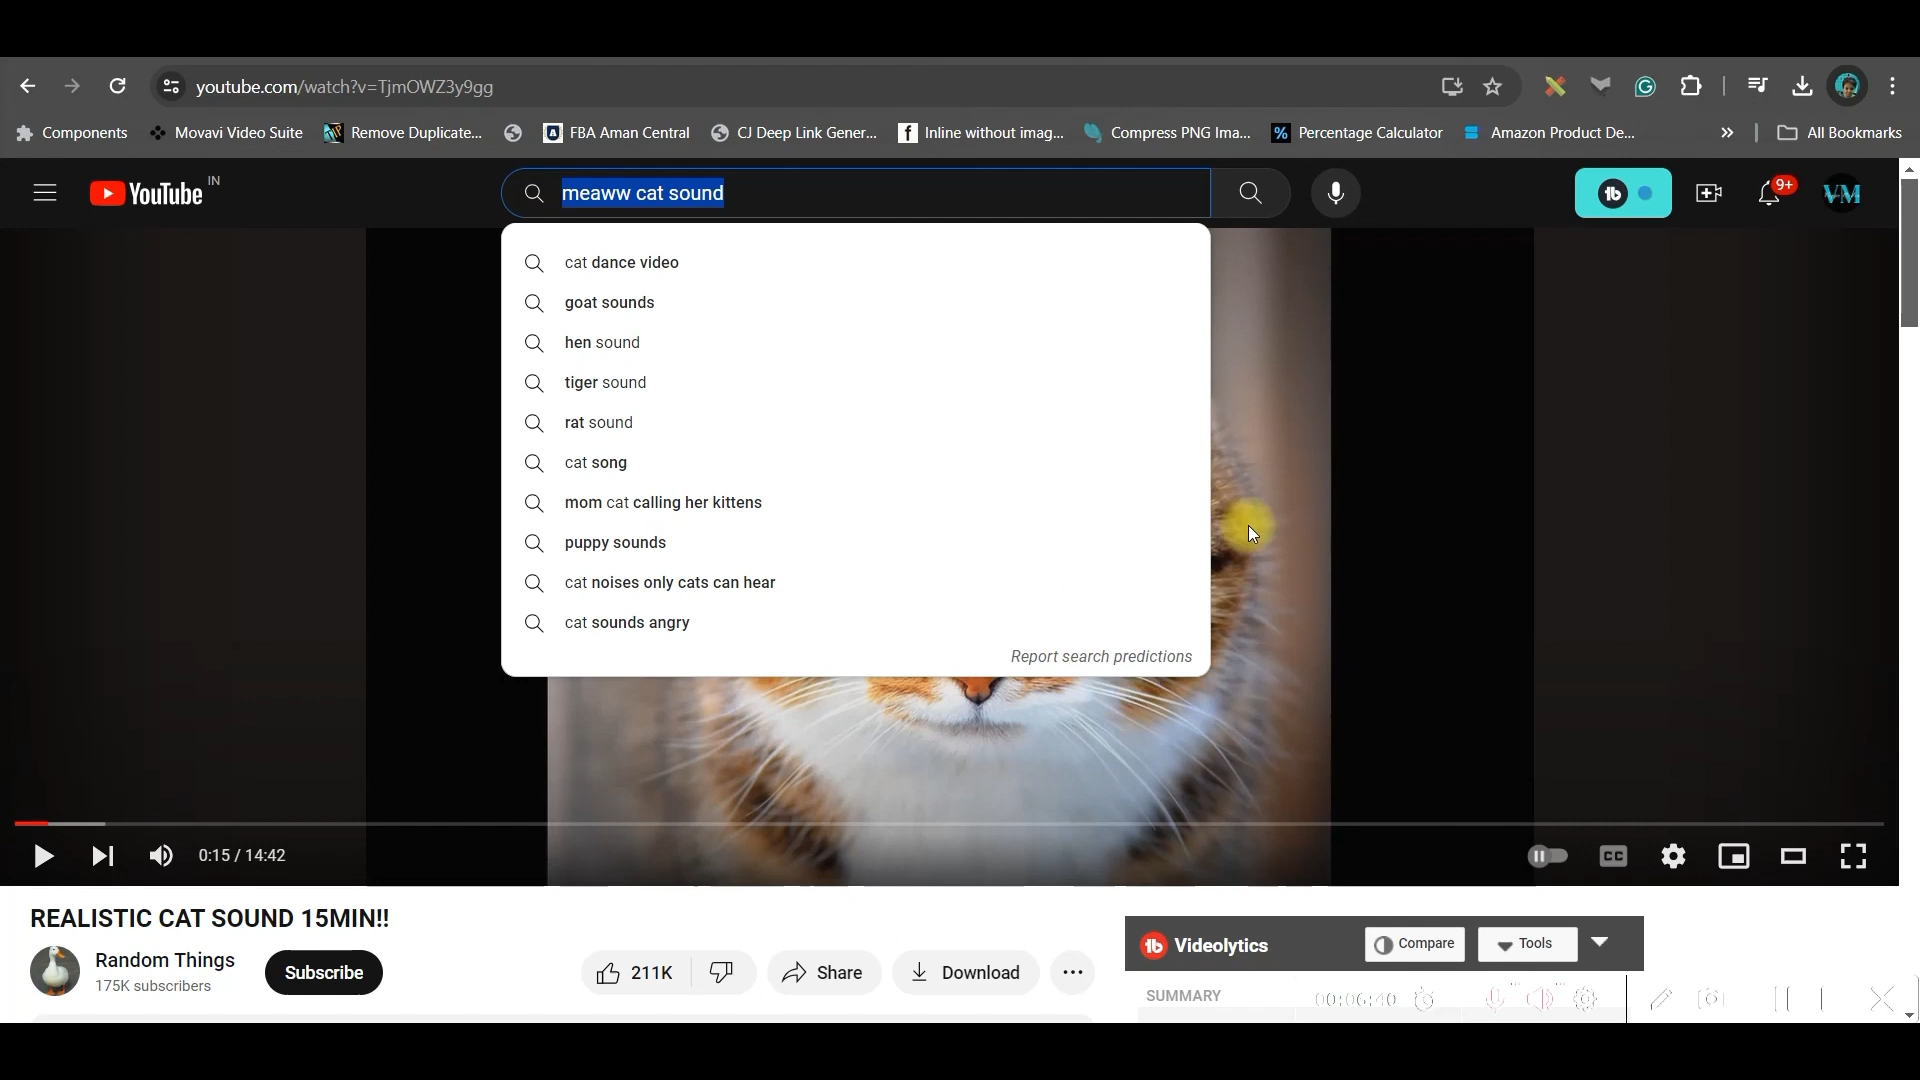 youtube.com/watch?v=TjmOWZ3y9gg
Components Movavi Video Suite Remove Duplicate... FBA Aman Central CJ Deep Link Gener... Inline without imag... Compress PNG Ima... Percentage Calculator Amazon Product De... » All Bookmarks
YouTube IN meaww cat sound 9+ VM
cat dance video
goat sounds
hen sound
tiger sound
rat sound
cat song
mom cat calling her kittens
puppy sounds
cat noises only cats can hear
cat sounds angry
Report search predictions
0:15 / 14:42 CC
REALISTIC CAT SOUND 15MIN!!
Random Things
175K subscribers
Subscribe
211K Share Download
Videolytics Compare Tools
SUMMARY 00:06:40